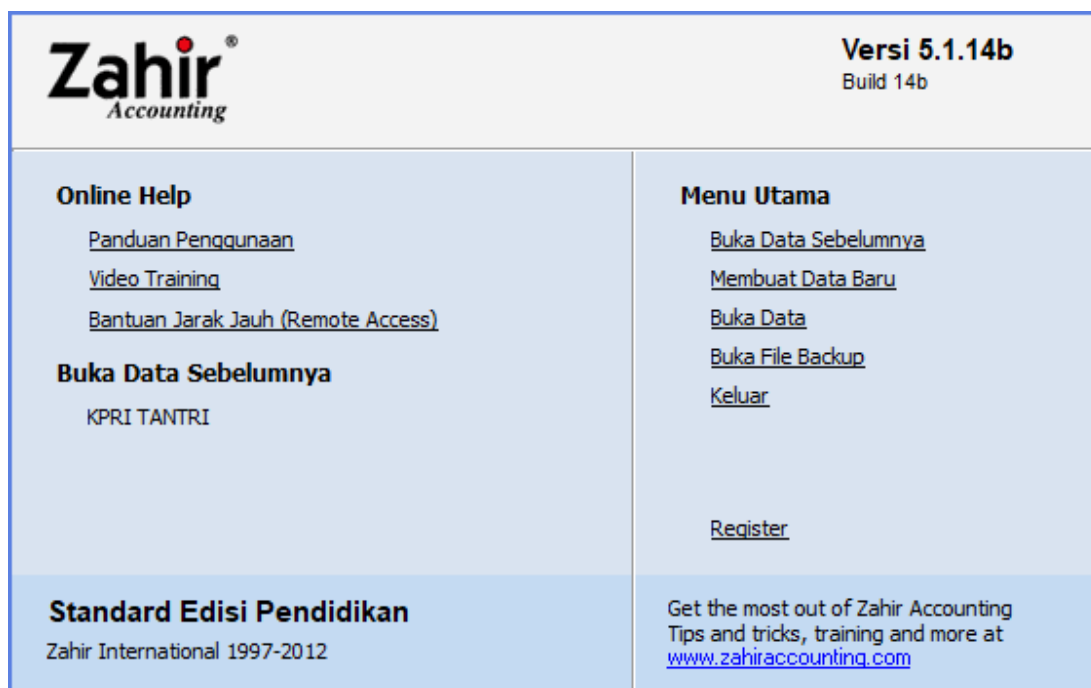 Zahir®
Accounting
Versi 5.1.14b
Build 14b
Online Help
Panduan Penggunaan
Video Training
Bantuan Jarak Jauh (Remote Access)
Buka Data Sebelumnya
KPRI TANTRI
Menu Utama
Buka Data Sebelumnya
Membuat Data Baru
Buka Data
Buka File Backup
Keluar
Register
Standard Edisi Pendidikan
Zahir International 1997-2012
Get the most out of Zahir Accounting
Tips and tricks, training and more at
www.zahiraccounting.com